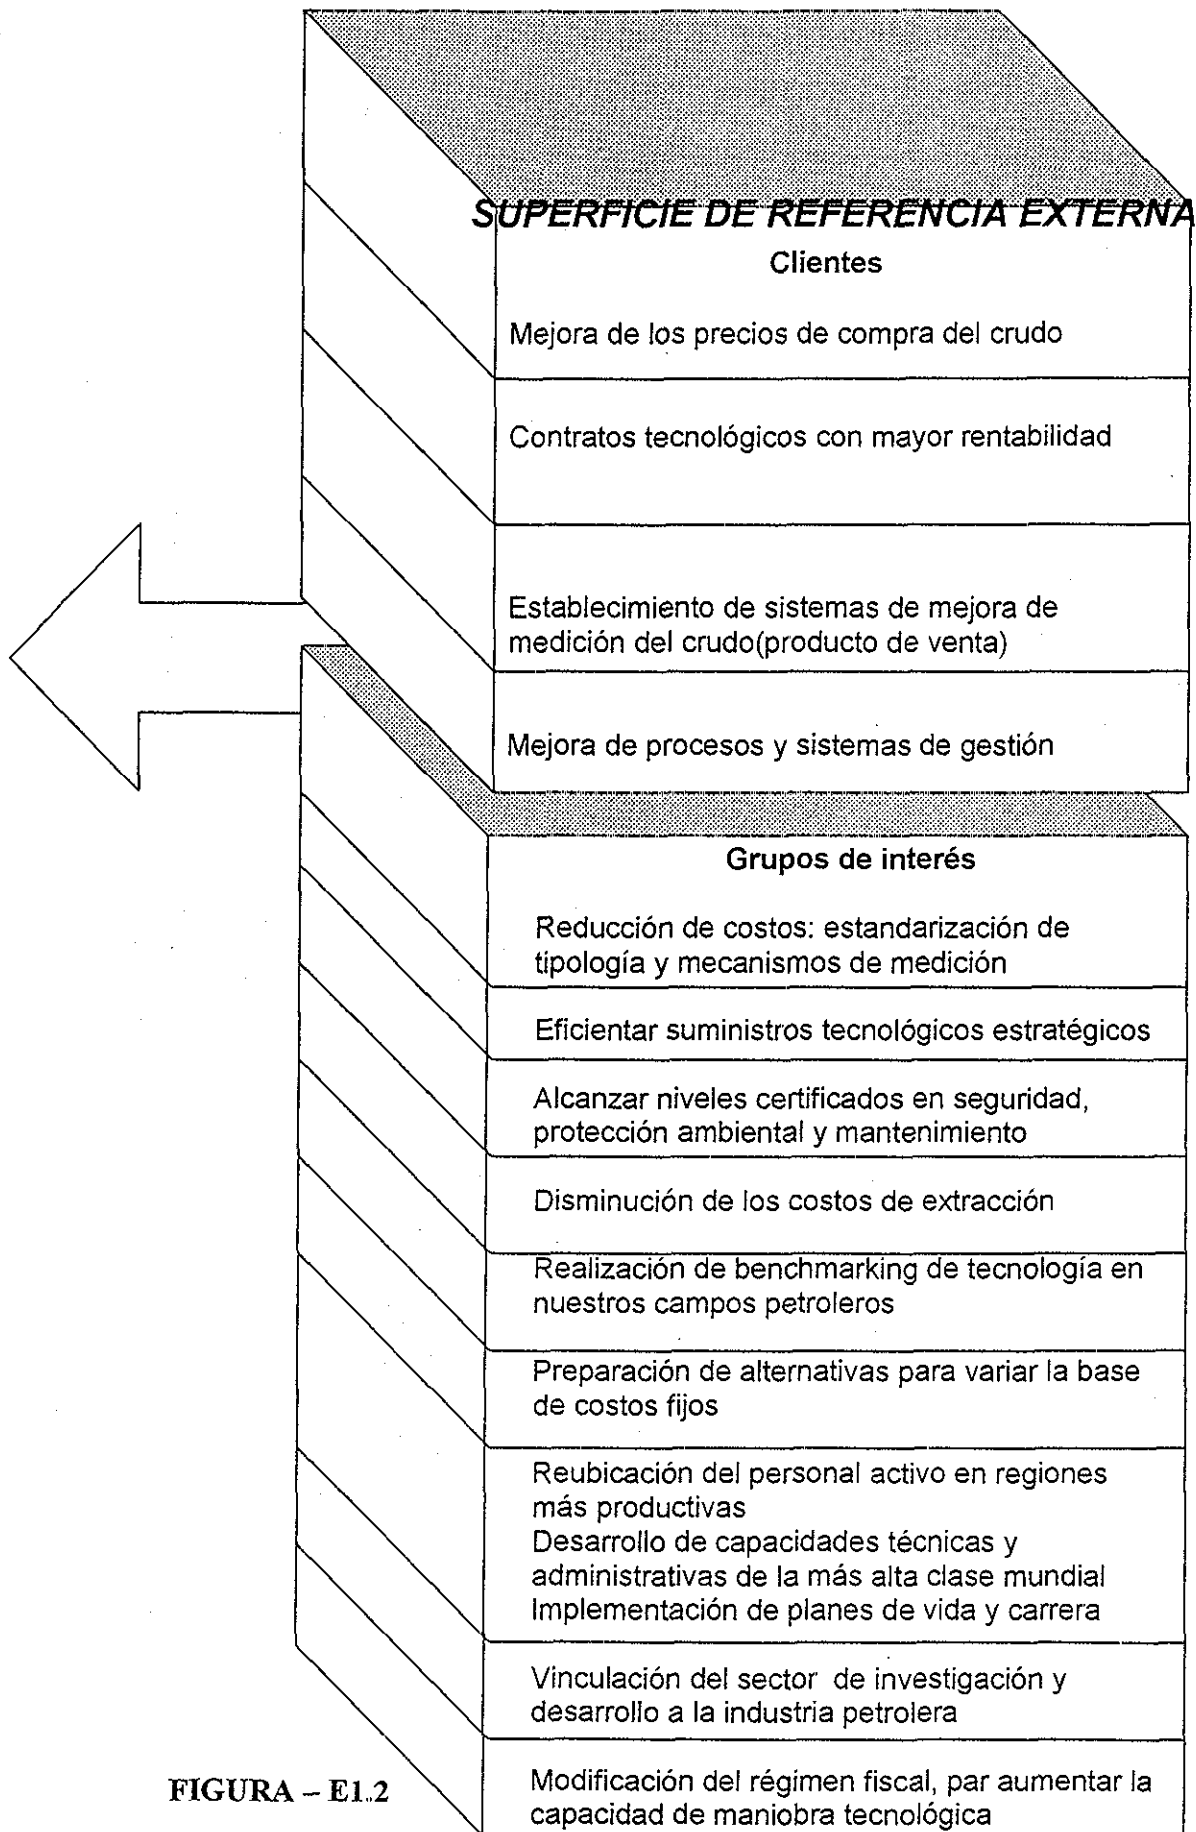 SUPERFICIE DE REFERENCIA EXTERNA
Clientes
Mejora de los precios de compra del crudo
Contratos tecnológicos con mayor rentabilidad
Establecimiento de sistemas de mejora de
medición del crudo(producto de venta)
Mejora de procesos y sistemas de gestión
Grupos de interés
Reducción de costos: estandarización de
tipología y mecanismos de medición
Eficientar suministros tecnológicos estratégicos
Alcanzar niveles certificados en seguridad,
protección ambiental y mantenimiento
Disminución de los costos de extracción
Realización de benchmarking de tecnología en
nuestros campos petroleros
Preparación de alternativas para variar la base
de costos fijos
Reubicación del personal activo en regiones
más productivas
Desarrollo de capacidades técnicas y
administrativas de la más alta clase mundial
Implementación de planes de vida y carrera
Vinculación del sector de investigación y
desarrollo a la industria petrolera
Modificación del régimen fiscal, par aumentar la
capacidad de maniobra tecnológica
FIGURA – E1.2